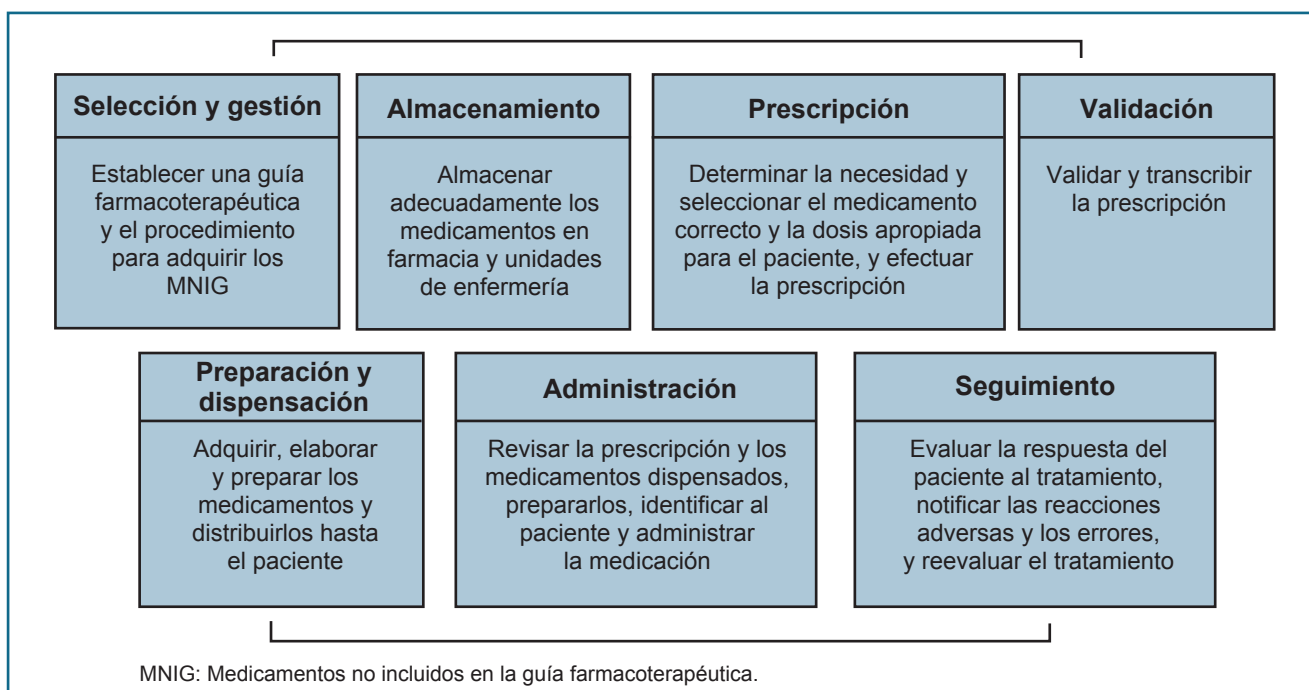 Selección y gestión
Establecer una guía
farmacoterapéutica
y el procedimiento
para adquirir los
MNIG
Almacenamiento
Almacenar
adecuadamente los
medicamentos en
farmacia y unidades
de enfermería
Prescripción
Determinar la necesidad y
seleccionar el medicamento
correcto y la dosis apropiada
para el paciente, y efectuar
la prescripción
Validación
Validar y transcribir
la prescripción
Preparación y
dispensación
Adquirir, elaborar
y preparar los
medicamentos y
distribuirlos hasta
el paciente
Administración
Revisar la prescripción y los
medicamentos dispensados,
prepararlos, identificar al
paciente y administrar
la medicación
Seguimiento
Evaluar la respuesta del
paciente al tratamiento,
notificar las reacciones
adversas y los errores,
y reevaluar el tratamiento
MNIG: Medicamentos no incluidos en la guía farmacoterapéutica.